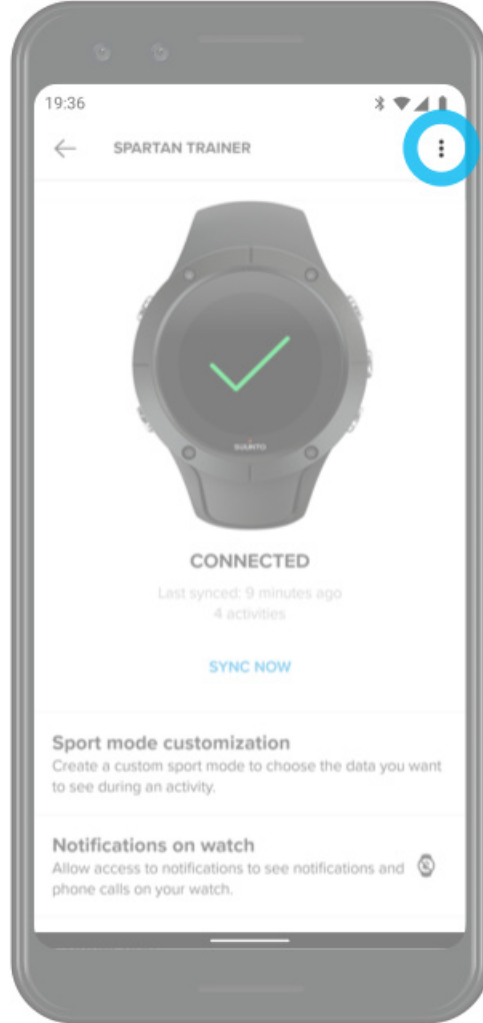 19:36
SPARTAN TRAINER
SUUNTO
CONNECTED
Last synced: 9 minutes ago
4 activities
SYNC NOW
Sport mode customization
Create a custom sport mode to choose the data you want
to see during an activity.
Notifications on watch
Allow access to notifications to see notifications and
phone calls on your watch.